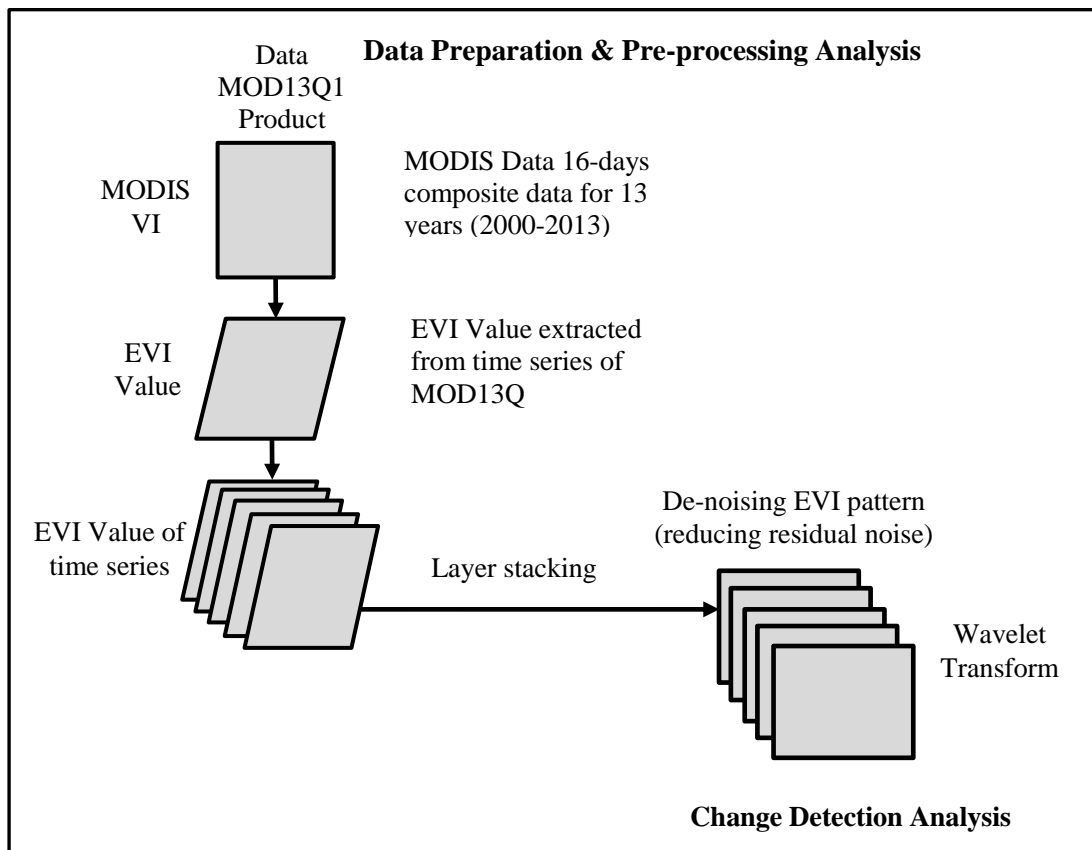 Data Preparation & Pre-processing Analysis
Data
MOD13Q1
Product
MODIS
VI
MODIS Data 16-days
composite data for 13
years (2000-2013)
EVI
Value
EVI Value extracted
from time series of
MOD13Q
EVI Value of
time series
Layer stacking
De-noising EVI pattern
(reducing residual noise)
Wavelet
Transform
Change Detection Analysis